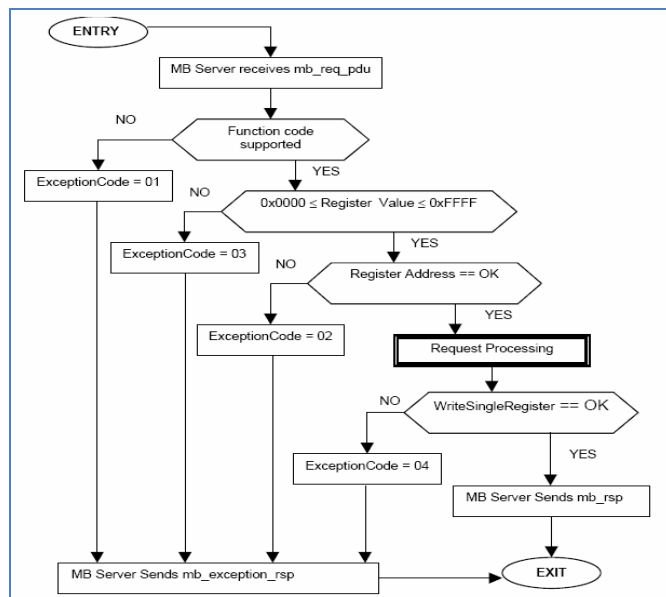 ENTRY
MB Server receives mb_req_pdu
NO
Function code
supported
YES
ExceptionCode = 01
NO
0x0000 ≤ Register Value ≤ 0xFFFF
YES
ExceptionCode = 03
NO
Register Address == OK
YES
ExceptionCode = 02
Request Processing
NO
WriteSingleRegister == OK
YES
ExceptionCode = 04
MB Server Sends mb_rsp
MB Server Sends mb_exception_rsp
EXIT